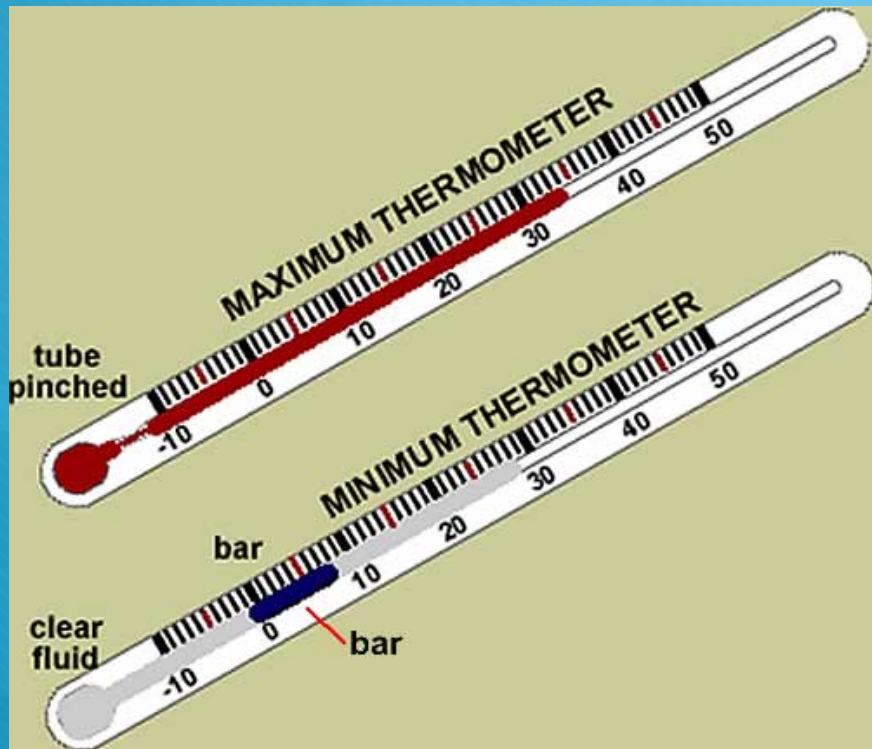 MAXIMUM THERMOMETER
tube
pinched
-10 0 10 20 30 40 50
MINIMUM THERMOMETER
bar
clear
fluid
bar
-10 0 10 20 30 40 50